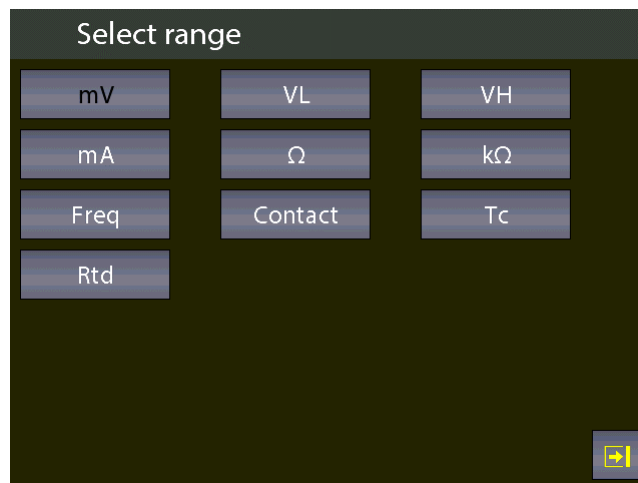 Select range
mV VL VH
mA Ω kΩ
Freq Contact Tc
Rtd